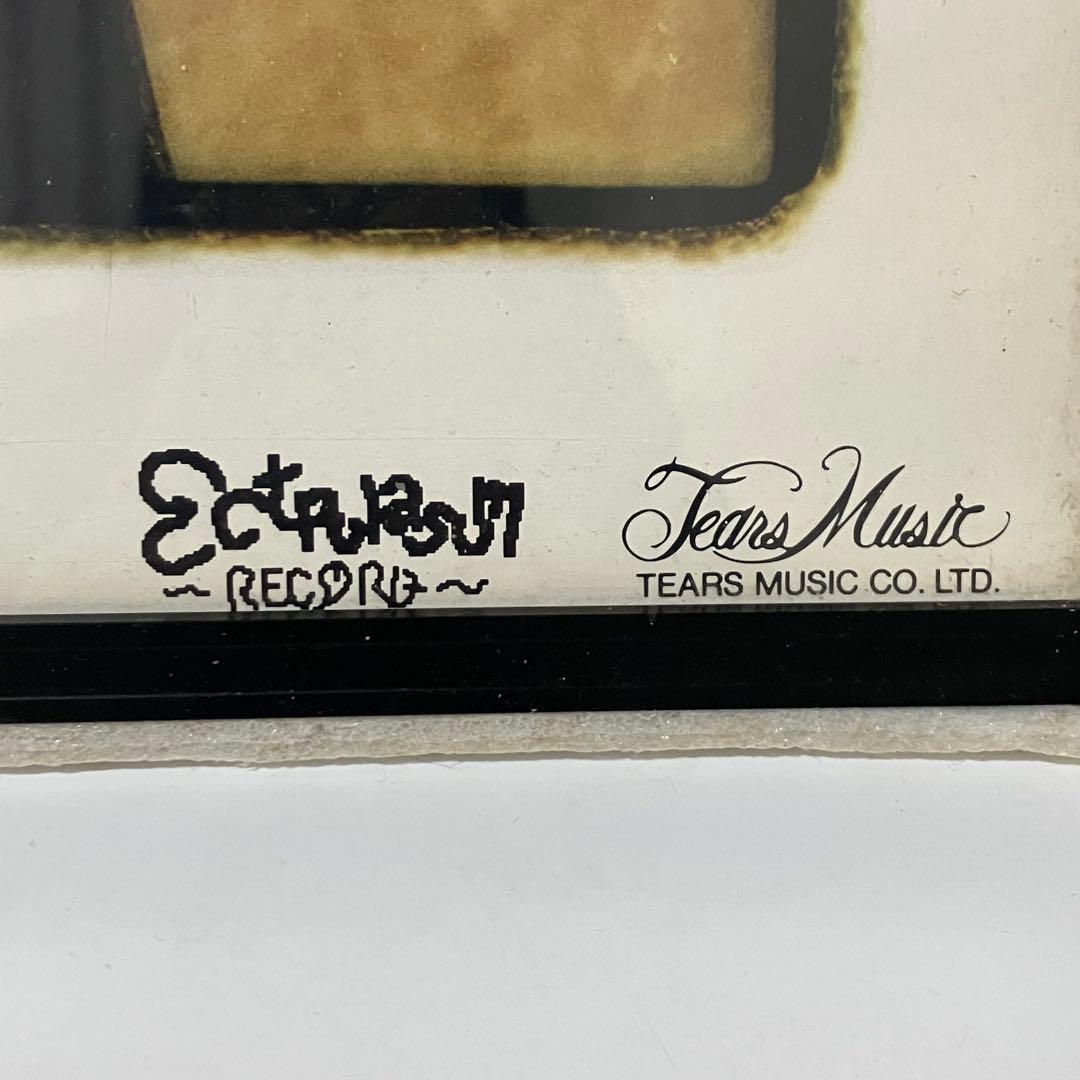 ~ RECORD ~
Tears Music
TEARS MUSIC CO. LTD.